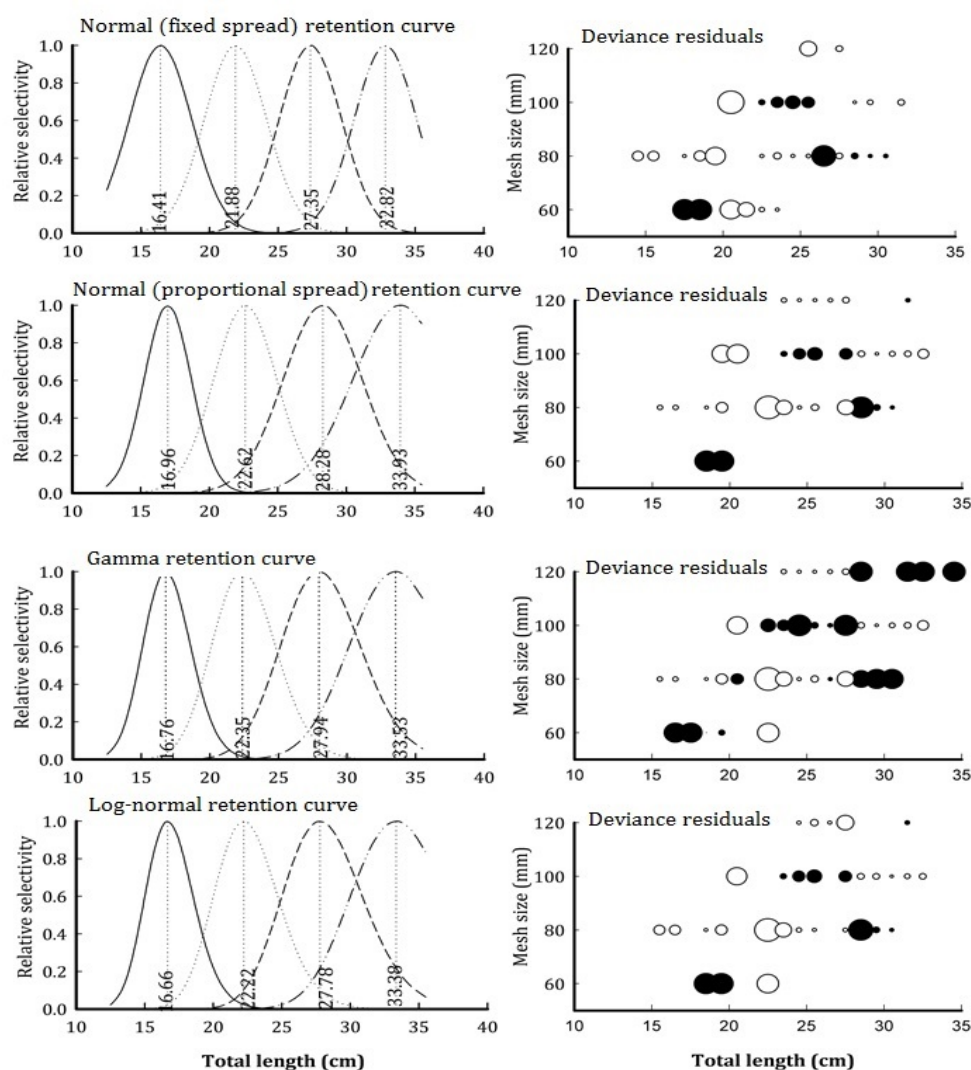 Normal (fixed spread) retention curve
Relative selectivity
1.0
0.8
0.6
0.4
0.2
0.0
16.41
21.88
27.35
32.82
10 15 20 25 30 35 40
Deviance residuals
Mesh size (mm)
120
100
80
60
15 20 25 30 35
Normal (proportional spread) retention curve
Relative selectivity
1.0
0.8
0.6
0.4
0.2
0.0
16.96
22.62
28.28
33.93
10 15 20 25 30 35 40
Deviance residuals
Mesh size (mm)
120
100
80
60
10 15 20 25 30 35
Gamma retention curve
Relative selectivity
1.0
0.8
0.6
0.4
0.2
0.0
16.76
22.35
27.94
33.53
10 15 20 25 30 35 40
Deviance residuals
Mesh size (mm)
120
100
80
60
10 15 20 25 30 35
Log-normal retention curve
Relative selectivity
1.0
0.8
0.6
0.4
0.2
0.0
16.66
22.22
27.78
33.38
10 15 20 25 30 35 40
Total length (cm)
Deviance residuals
Mesh size (mm)
120
100
80
60
10 15 20 25 30 35
Total length (cm)